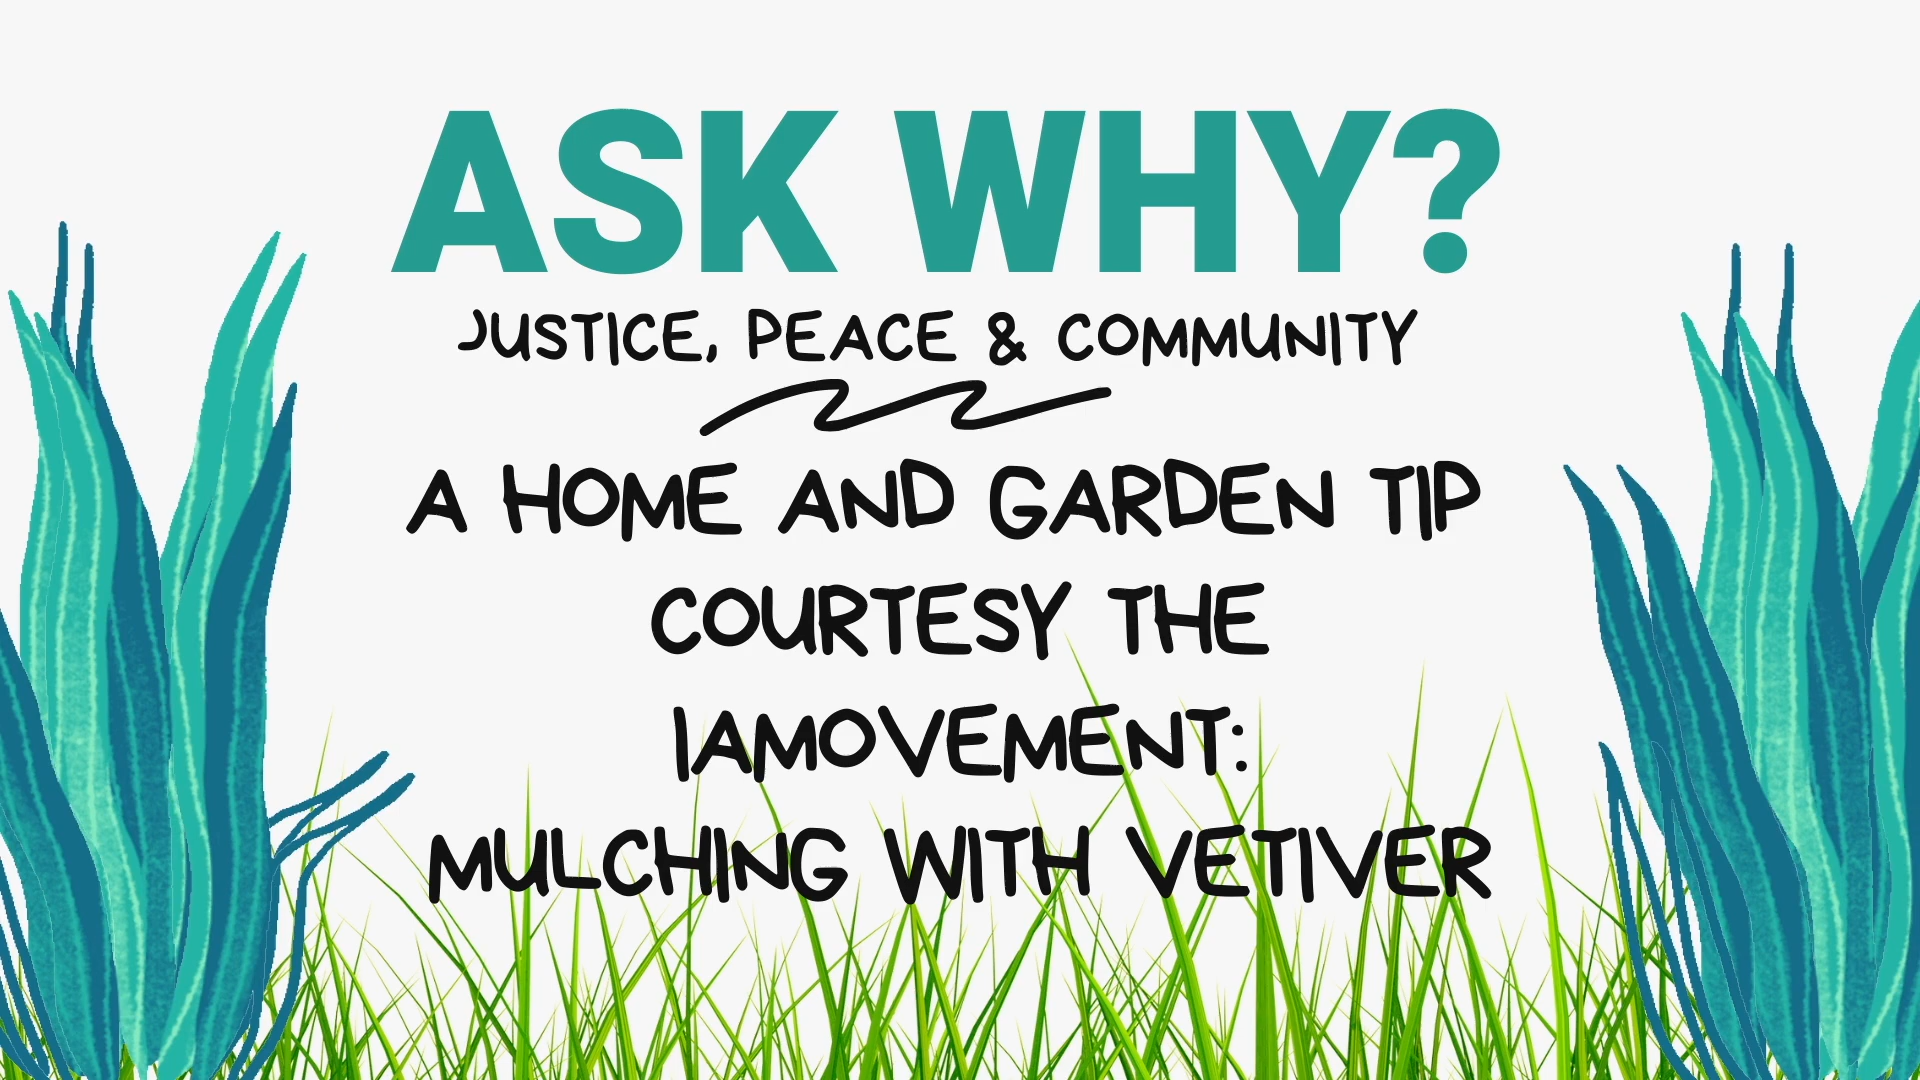 ASK WHY?
JUSTICE, PEACE & COMMUNITY
A HOME AND GARDEN TIP
COURTESY THE
IAMOVEMENT:
MULCHING WITH VETIVER